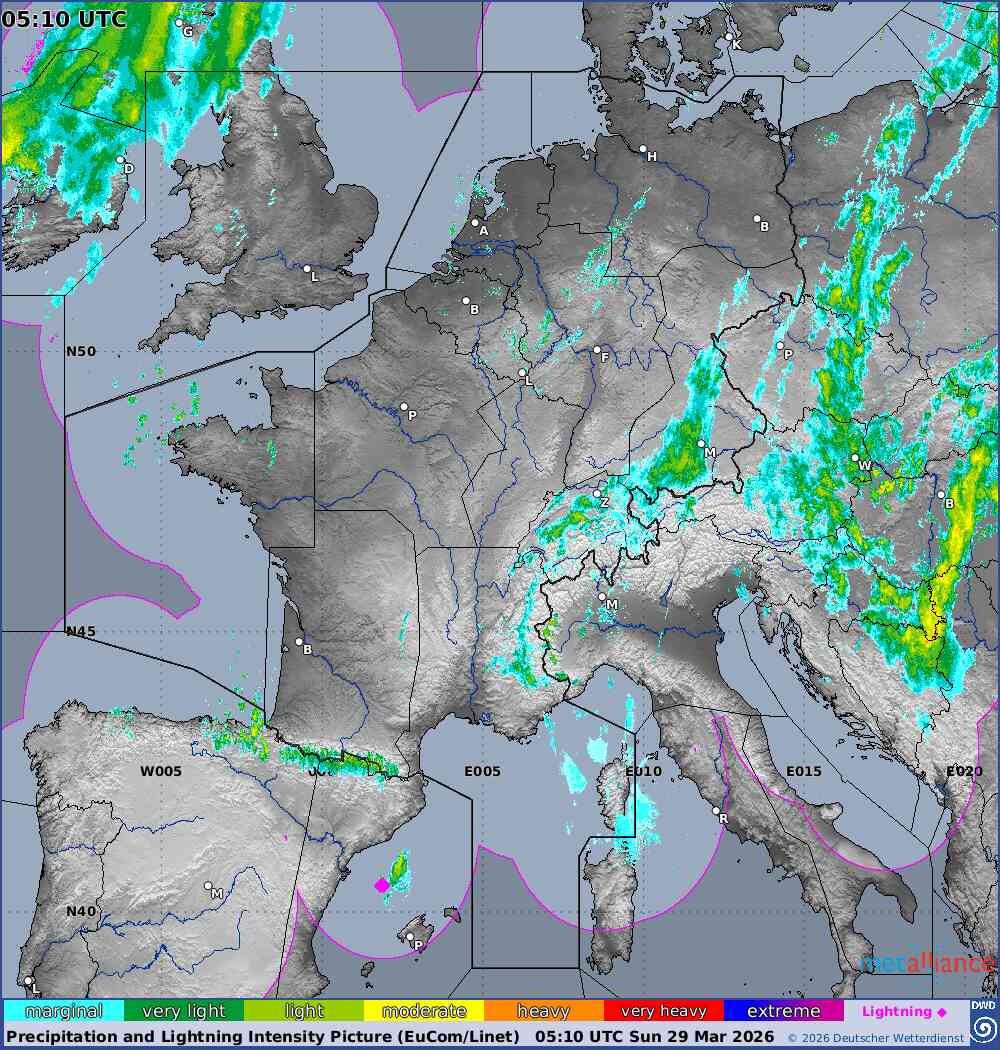 05:10 UTC
G
K
D
H
A
B
L
B
N50
P
F
L
P
M
W
Z
B
M
N45
B
W005
E005
E010
E015
E020
R
M
N40
P
L
metalliance
marginal very light light moderate heavy very heavy extreme Lightning ◆
DWD
Precipitation and Lightning Intensity Picture (EuCom/Linet) 05:10 UTC Sun 29 Mar 2026 © 2026 Deutscher Wetterdienst